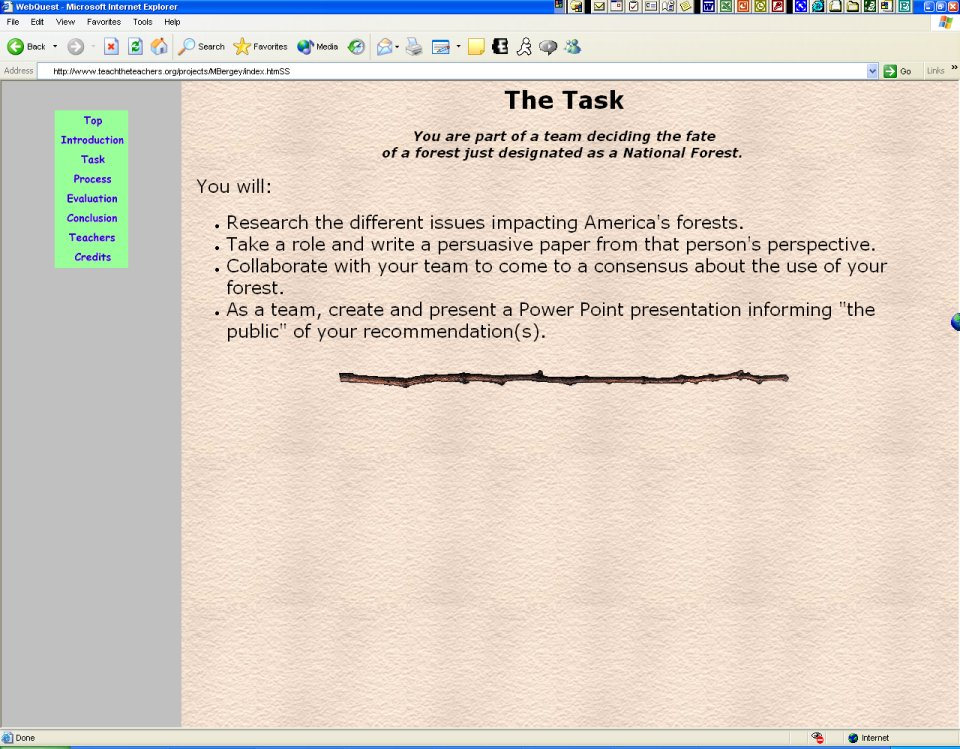 WebQuest - Microsoft Internet Explorer
File Edit View Favorites Tools Help
Back Search Favorites Media
Address http://www.teachtheteachers.org/projects/MBergey/index.htmSS Go Links »
Top
Introduction
Task
Process
Evaluation
Conclusion
Teachers
Credits
The Task
You are part of a team deciding the fate
of a forest just designated as a National Forest.
You will:
• Research the different issues impacting America's forests.
• Take a role and write a persuasive paper from that person's perspective.
• Collaborate with your team to come to a consensus about the use of your
forest.
• As a team, create and present a Power Point presentation informing "the
public" of your recommendation(s).
Done Internet